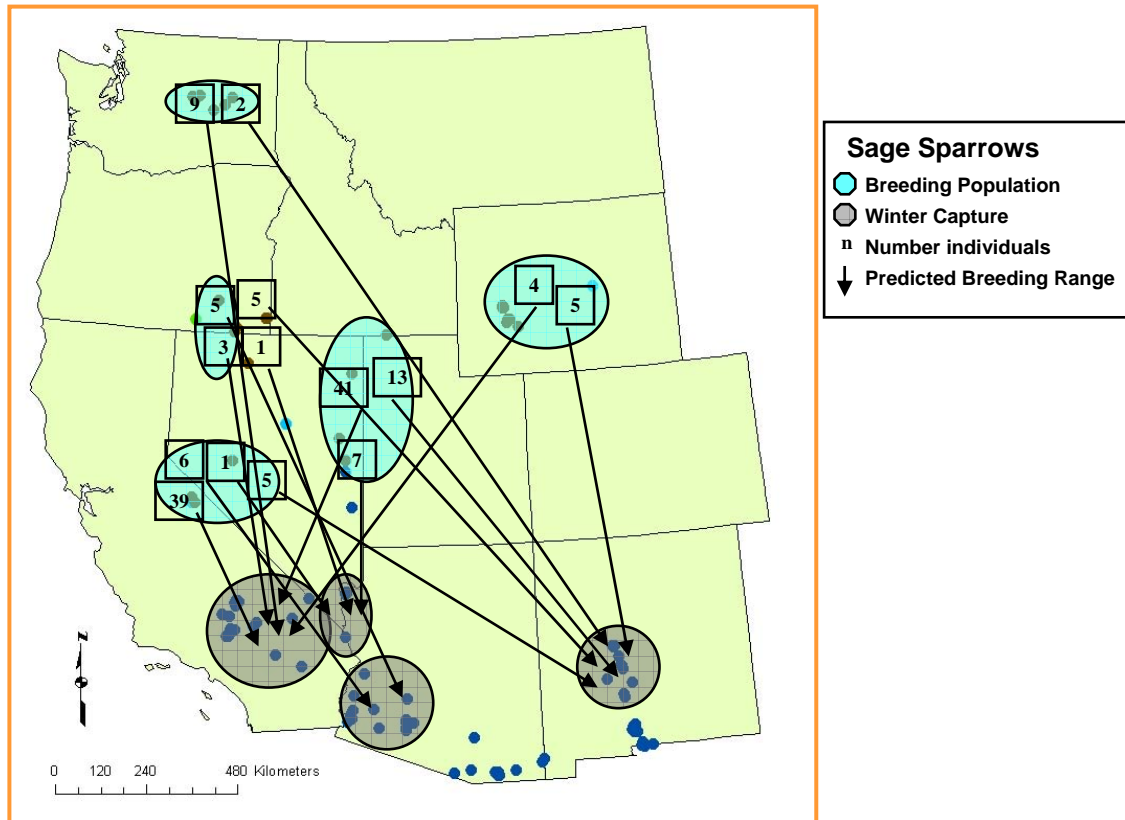 9 2
5 5
3 1
4 5
41 13
7
6 1 5
39
N
0 120 240 480 Kilometers
Sage Sparrows
Breeding Population
Winter Capture
n Number individuals
Predicted Breeding Range